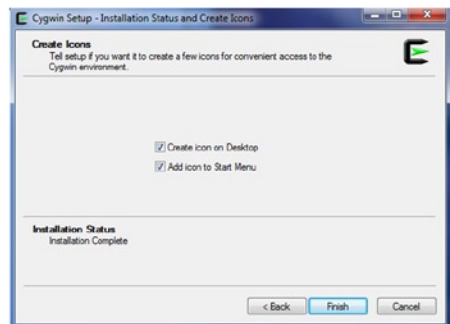 Cygwin Setup - Installation Status and Create Icons
Create Icons
Tell setup if you want it to create a few icons for convenient access to the
Cygwin environment.
Create icon on Desktop
Add icon to Start Menu
Installation Status
Installation Complete
< Back
Finish
Cancel